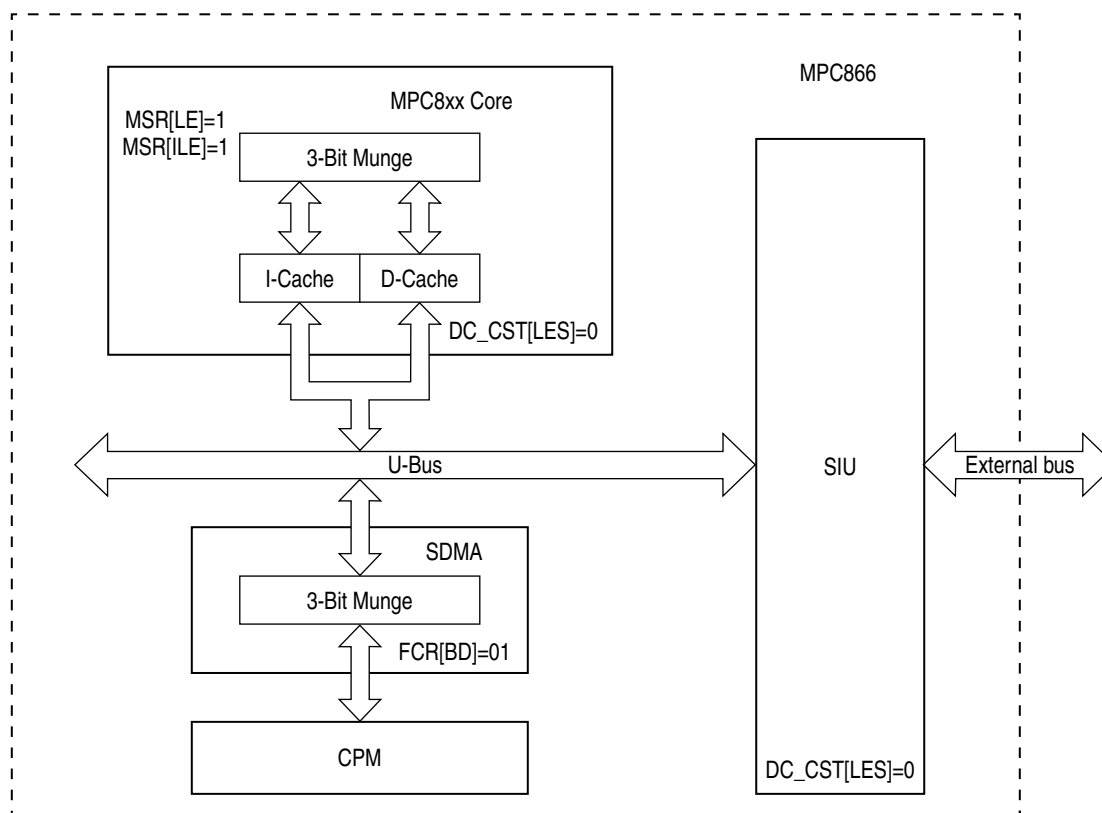 MPC866
MPC8xx Core
MSR[LE]=1
MSR[ILE]=1
3-Bit Munge
I-Cache
D-Cache
DC_CST[LES]=0
U-Bus
SIU
External bus
SDMA
3-Bit Munge
FCR[BD]=01
CPM
DC_CST[LES]=0